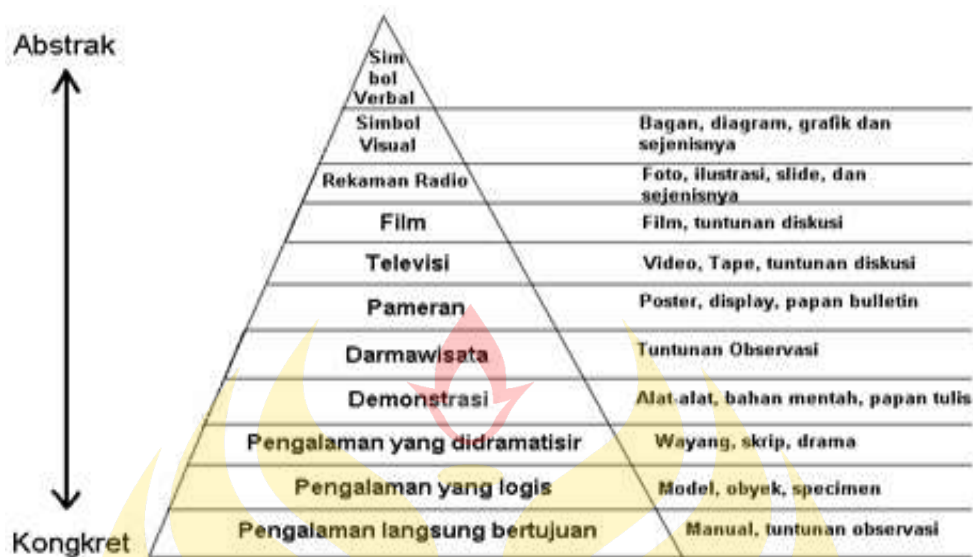 Abstrak
Sim
bol
Verbal
Simbol
Visual
Bagan, diagram, grafik dan
sejenisnya
Rekaman Radio
Foto, ilustrasi, slide, dan
sejenisnya
Film
Film, tuntunan diskusi
Televisi
Video, Tape, tuntunan diskusi
Pameran
Poster, display, papan bulletin
Darmawisata
Tuntunan Observasi
Demonstrasi
Alat-alat, bahan mentah, papan tulis
Pengalaman yang didramatisir
Wayang, skrip, drama
Pengalaman yang logis
Model, obyek, specimen
Kongkret
Pengalaman langsung bertujuan
Manual, tuntunan observasi